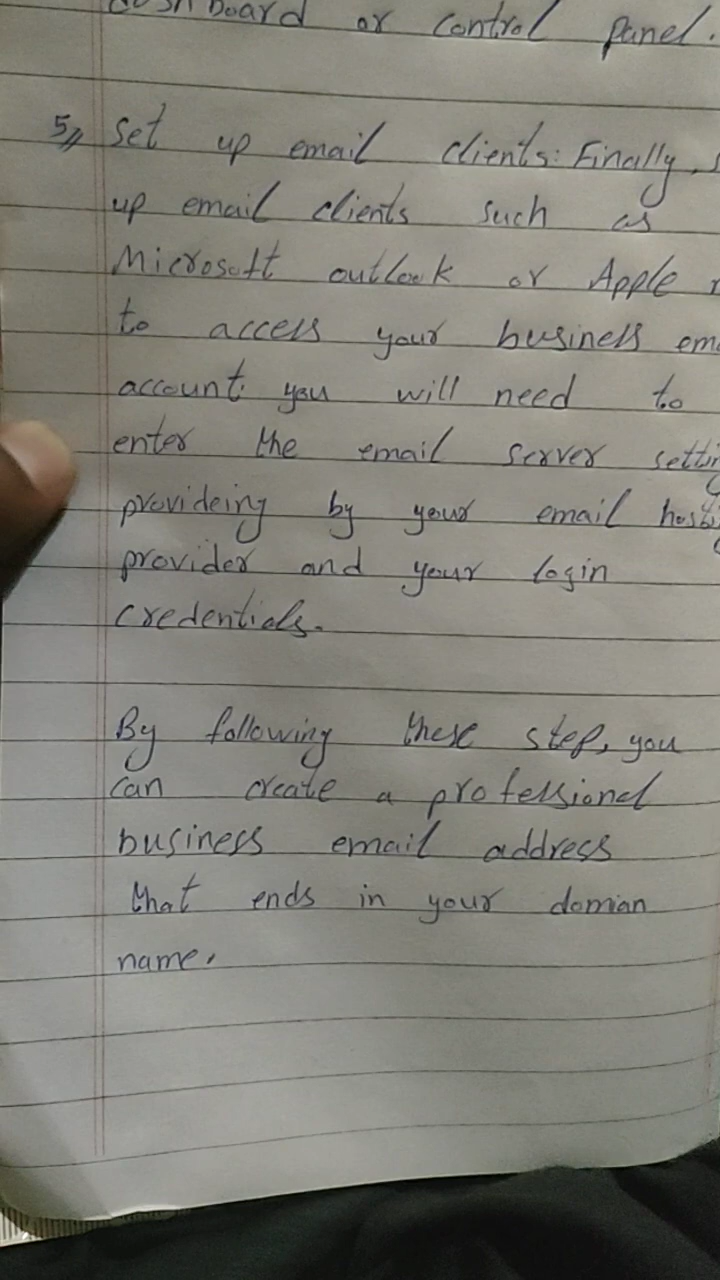 board or control panel.
5,, Set up email clients: Finally,
up email clients such as
Microsoft outlook or Apple
to access your business
account. you will need to
enter the email server
provideing by your email
provider and your login
credentials.
By following these step, you
can create a professional
business email address
that ends in your domian
name.